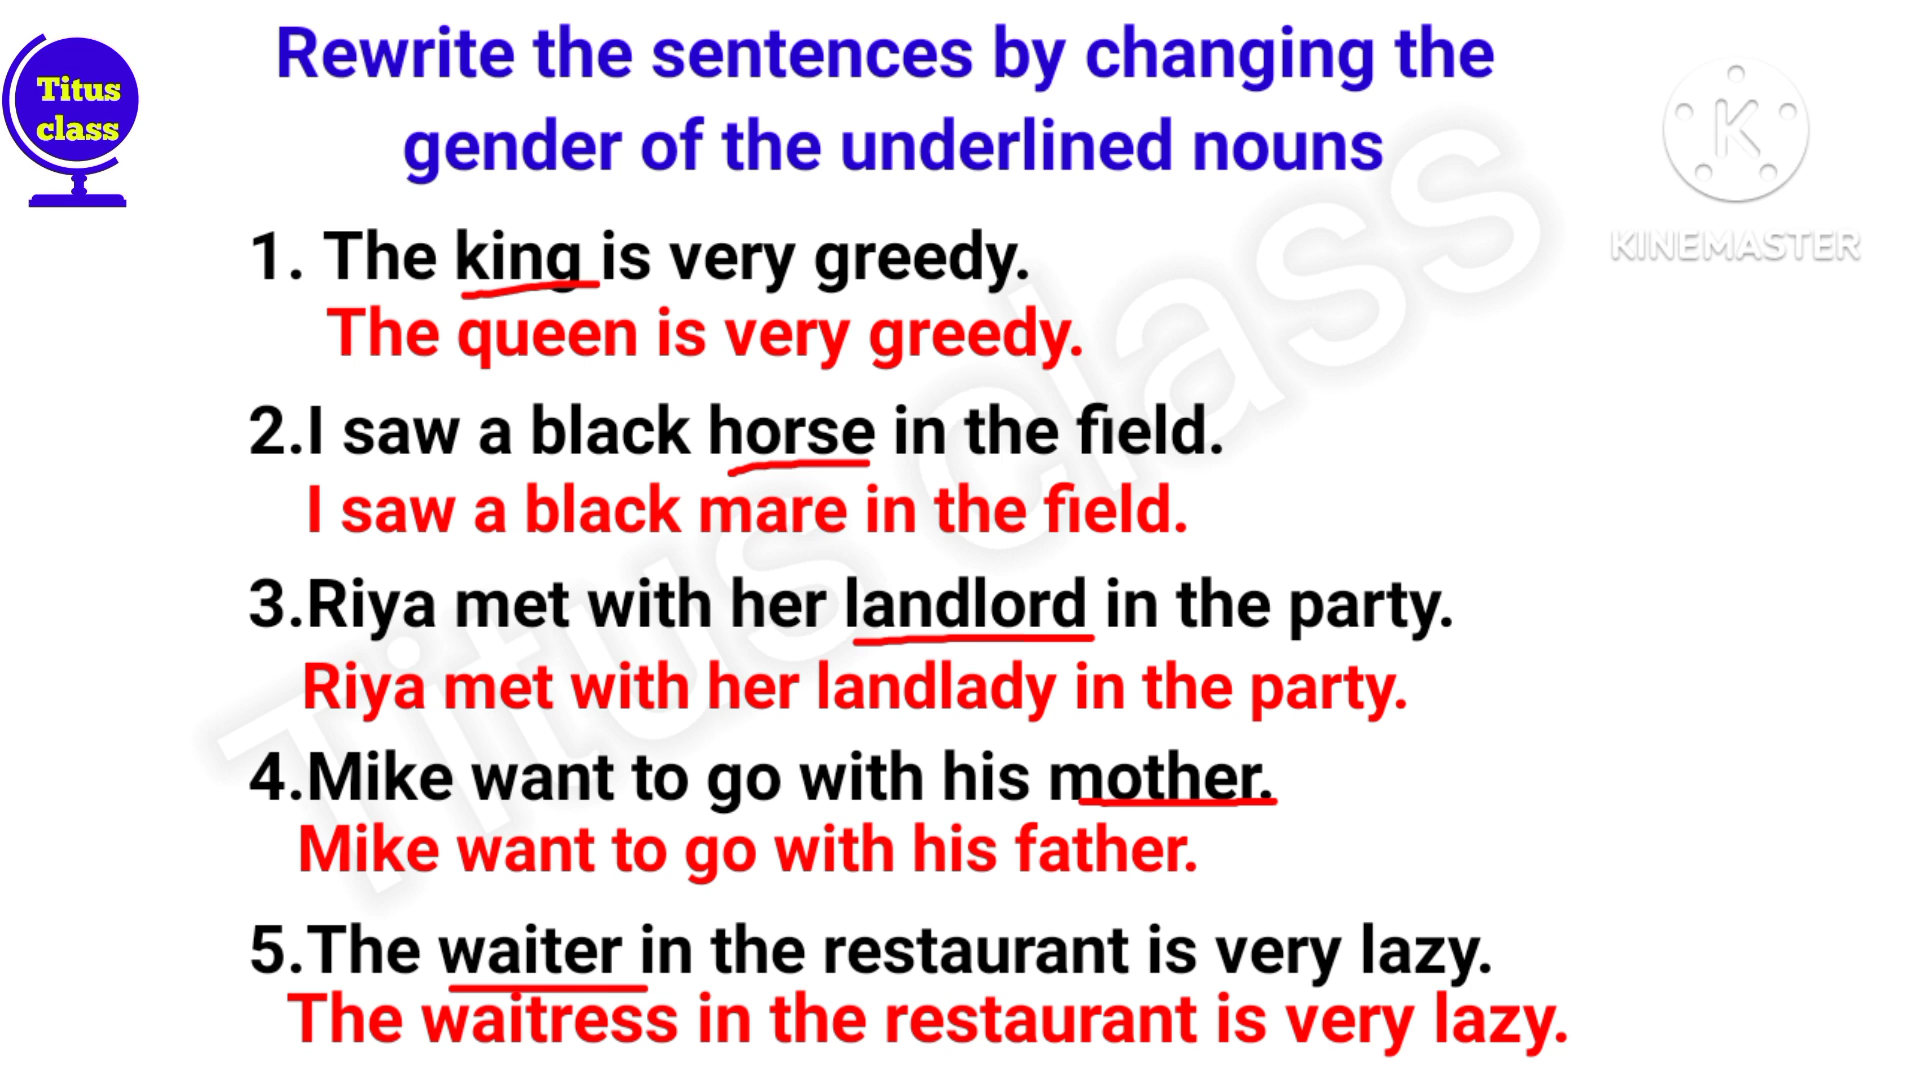 Titus
class
Rewrite the sentences by changing the
gender of the underlined nouns
K
KINEMASTER
1. The king is very greedy.
The queen is very greedy.
2.I saw a black horse in the field.
I saw a black mare in the field.
3.Riya met with her landlord in the party.
Riya met with her landlady in the party.
4.Mike want to go with his mother.
Mike want to go with his father.
5.The waiter in the restaurant is very lazy.
The waitress in the restaurant is very lazy.
Titus class